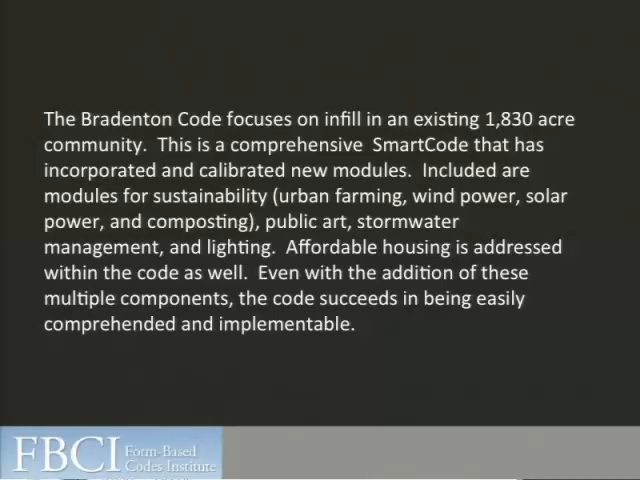 The Bradenton Code focuses on infill in an existing 1,830 acre
community.  This is a comprehensive  SmartCode that has
incorporated and calibrated new modules.  Included are
modules for sustainability (urban farming, wind power, solar
power, and composting), public art, stormwater
management, and lighting.  Affordable housing is addressed
within the code as well.  Even with the addition of these
multiple components, the code succeeds in being easily
comprehended and implementable.
FBCI Form-Based
Codes Institute